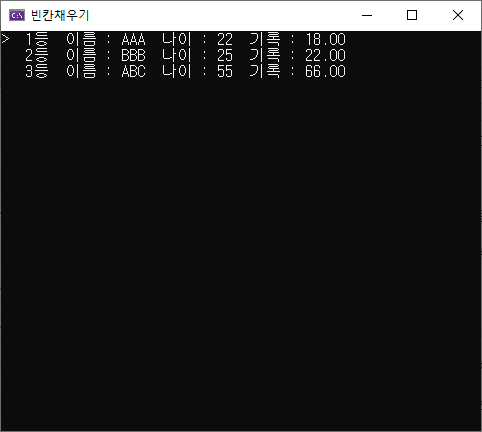 빈칸채우기
> 1등 이름 : AAA 나이 : 22 기록 : 18.00
2등 이름 : BBB 나이 : 25 기록 : 22.00
3등 이름 : ABC 나이 : 55 기록 : 66.00